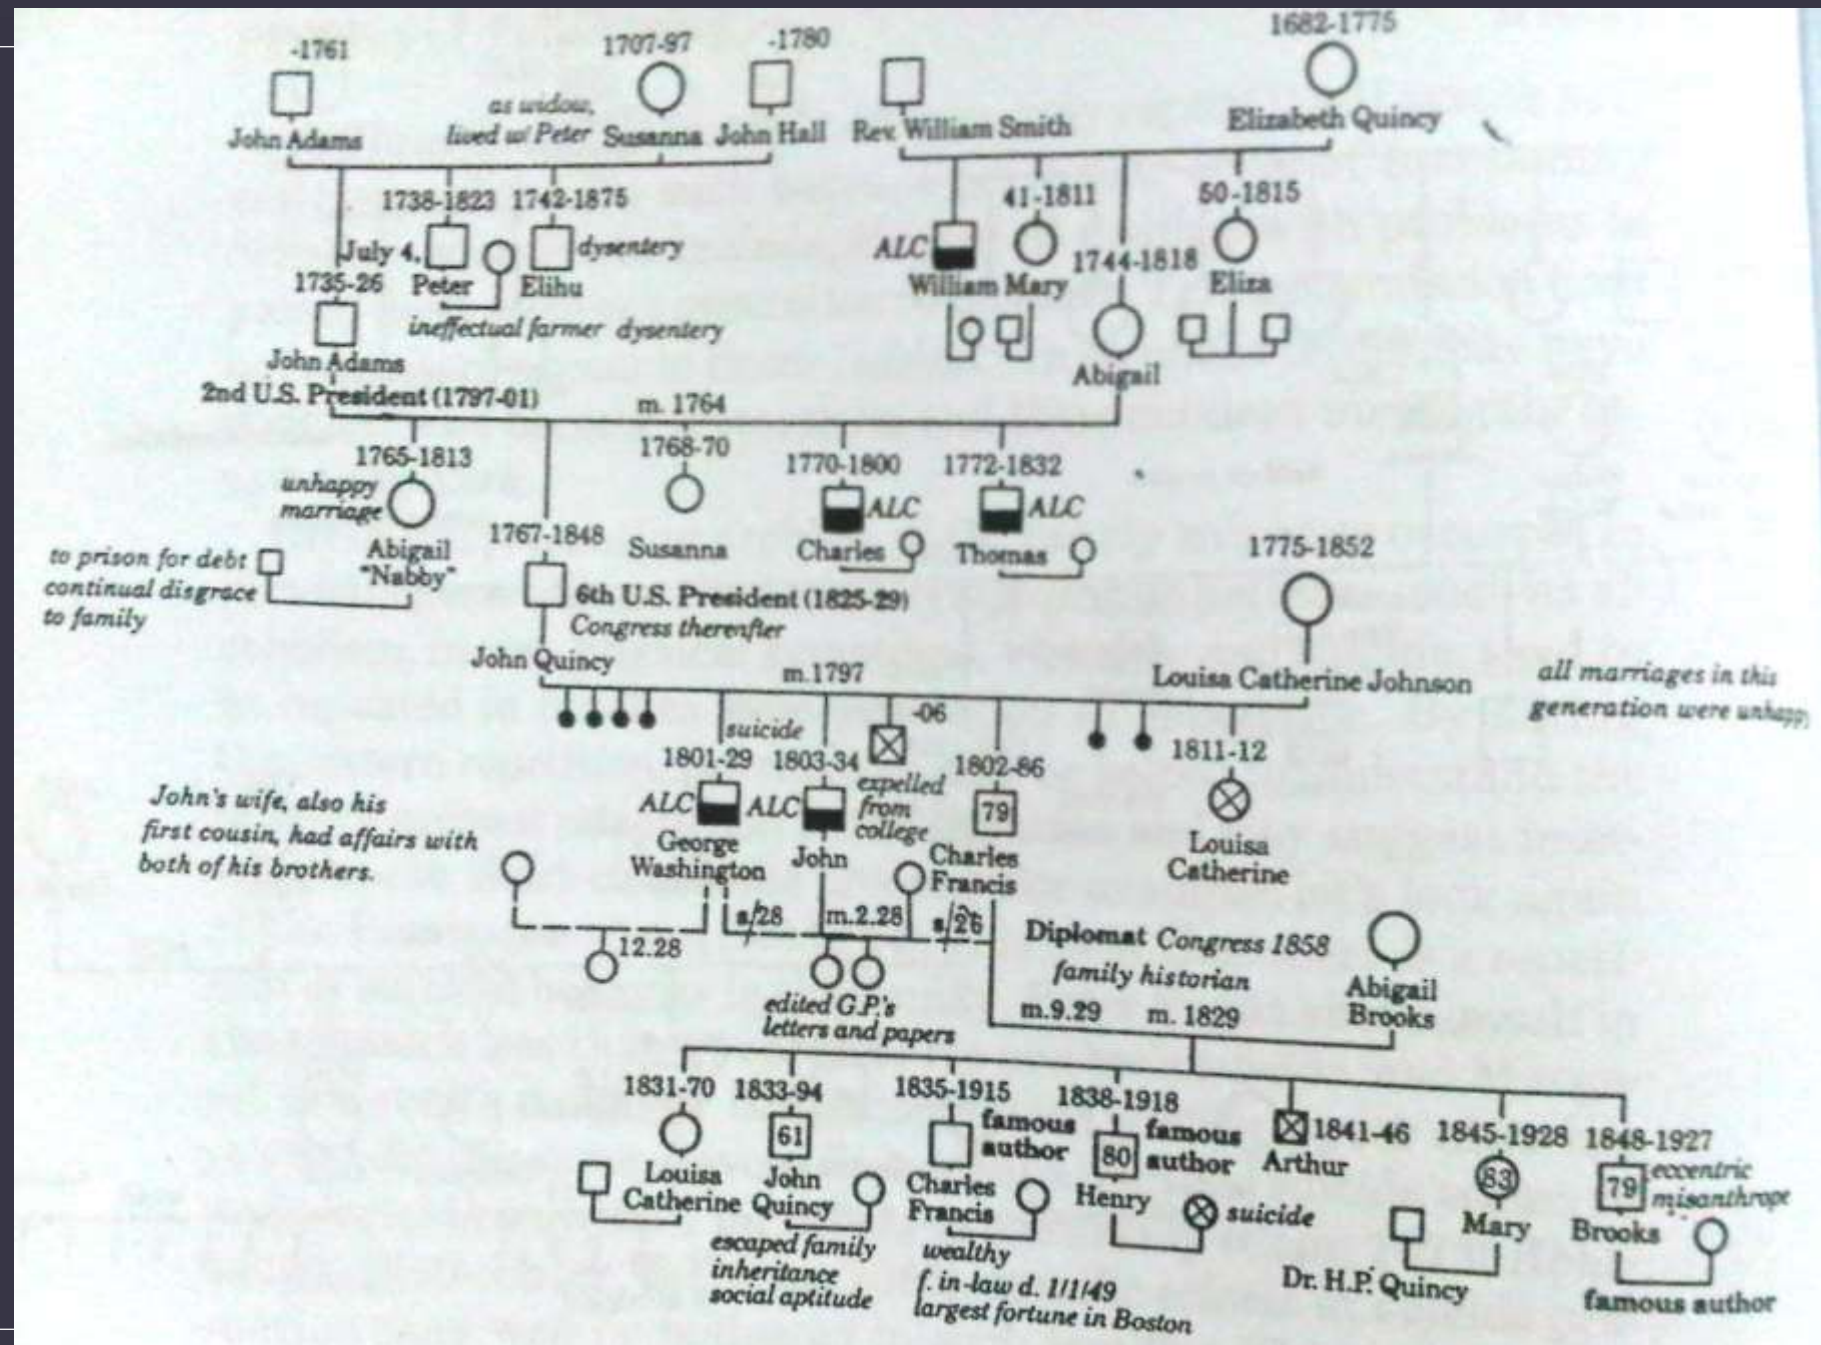 -1761
1707-97
-1780
1682-1775
as widow,
lived w/ Peter
John Adams
Susanna
John Hall
Rev. William Smith
Elizabeth Quincy
1738-1823
1742-1875
41-1811
50-1815
July 4.
dysentery
ALC
1744-1818
1735-26
Peter
Elihu
William
Mary
Eliza
ineffectual farmer
dysentery
John Adams
2nd U.S. President (1797-01)
Abigail
m. 1764
1765-1813
1768-70
1770-1800
1772-1832
unhappy
marriage
ALC
ALC
1767-1848
Abigail
"Nabby"
Susanna
Charles
Thomas
1775-1852
to prison for debt
continual disgrace
to family
6th U.S. President (1825-29)
Congress thereafter
John Quincy
m.1797
Louisa Catherine Johnson
all marriages in this
generation were unhappy
suicide
-06
1801-29
1803-34
1802-86
1811-12
expelled
from
college
ALC
ALC
79
George
Washington
John
Charles
Francis
Louisa
Catherine
John's wife, also his
first cousin, had affairs with
both of his brothers.
s/28
m.2.28
s/26
12.28
Diplomat Congress 1858
family historian
Abigail
Brooks
edited G.P.'s
letters and papers
m.9.29
m. 1829
1831-70
1833-94
1835-1915
1838-1918
1841-46
1845-1928
1848-1927
61
famous
author
80
famous
author
Arthur
83
79
eccentric
misanthrope
Louisa
Catherine
John
Quincy
Charles
Francis
Henry
suicide
Mary
Brooks
escaped family
inheritance
social aptitude
wealthy
f. in-law d. 1/1/49
largest fortune in Boston
Dr. H.P. Quincy
famous author